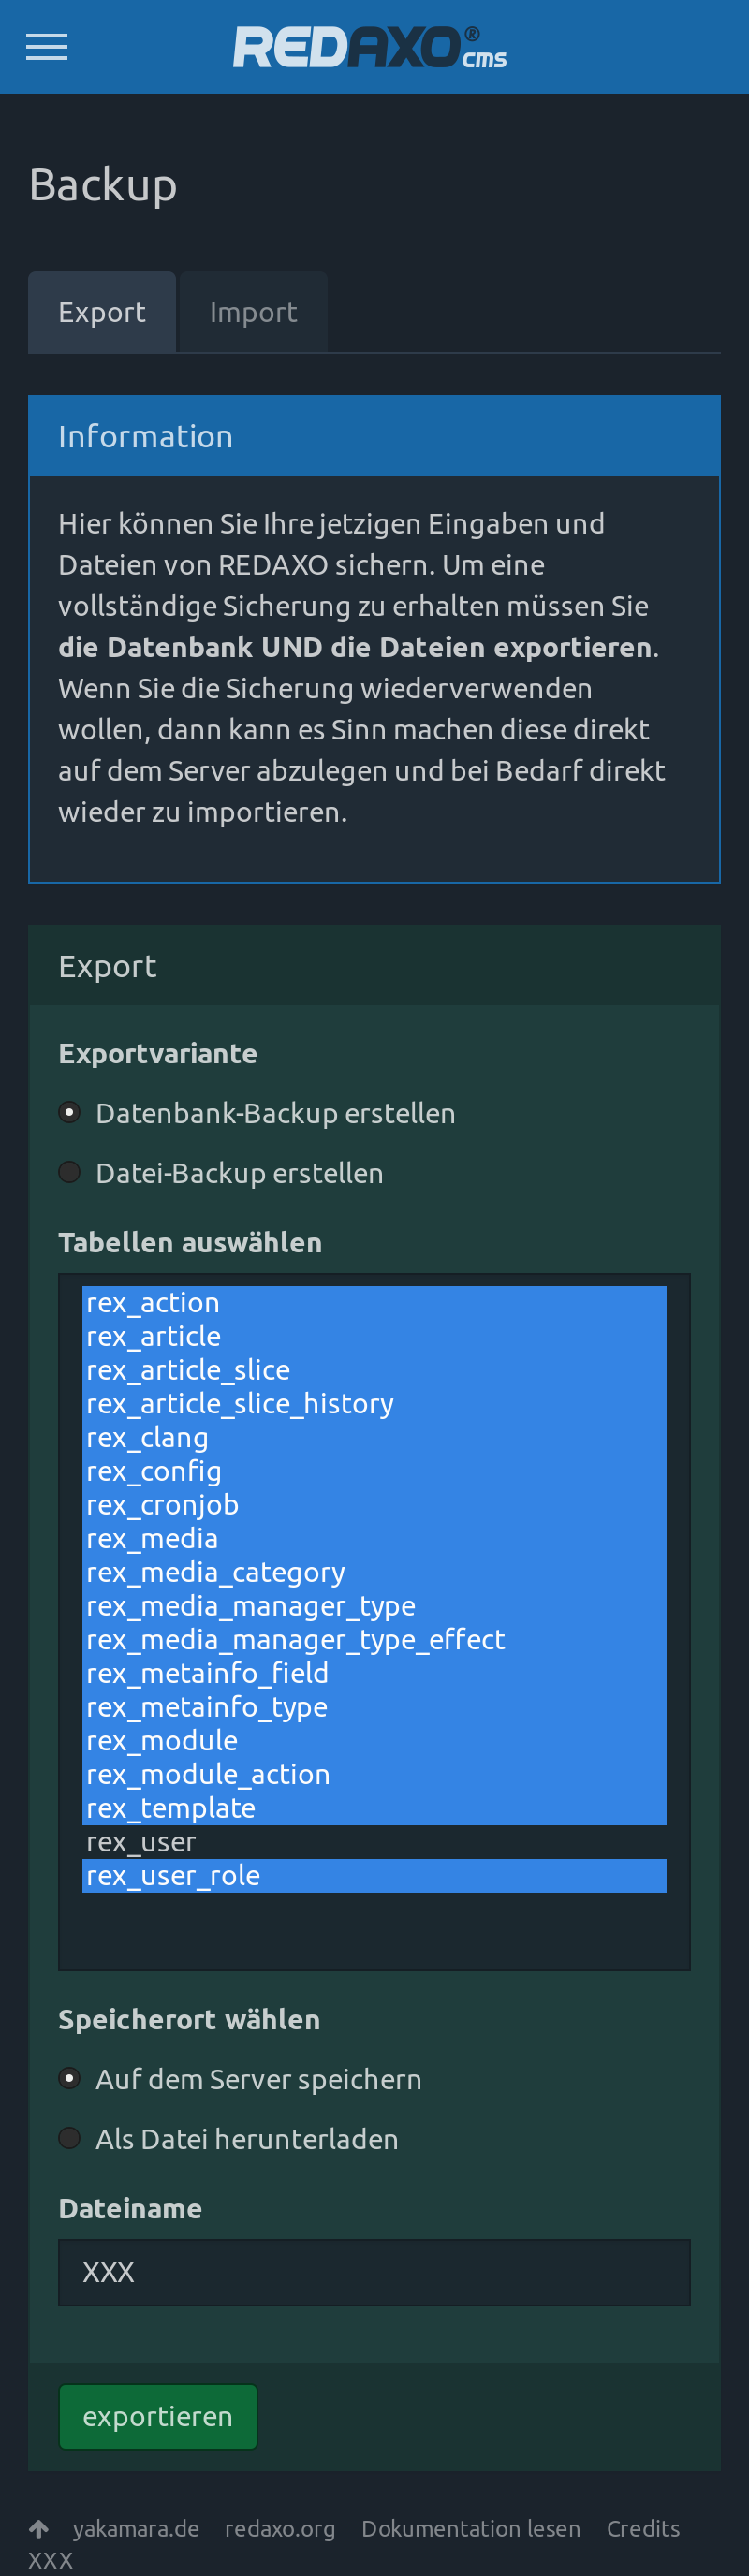 REDAXO® cms
Backup
Export Import
Information
Hier können Sie Ihre jetzigen Eingaben und
Dateien von REDAXO sichern. Um eine
vollständige Sicherung zu erhalten müssen Sie
die Datenbank UND die Dateien exportieren.
Wenn Sie die Sicherung wiederverwenden
wollen, dann kann es Sinn machen diese direkt
auf dem Server abzulegen und bei Bedarf direkt
wieder zu importieren.
Export
Exportvariante
Datenbank-Backup erstellen
Datei-Backup erstellen
Tabellen auswählen
rex_action
rex_article
rex_article_slice
rex_article_slice_history
rex_clang
rex_config
rex_cronjob
rex_media
rex_media_category
rex_media_manager_type
rex_media_manager_type_effect
rex_metainfo_field
rex_metainfo_type
rex_module
rex_module_action
rex_template
rex_user
rex_user_role
Speicherort wählen
Auf dem Server speichern
Als Datei herunterladen
Dateiname
XXX
exportieren
yakamara.de redaxo.org Dokumentation lesen Credits
XXX